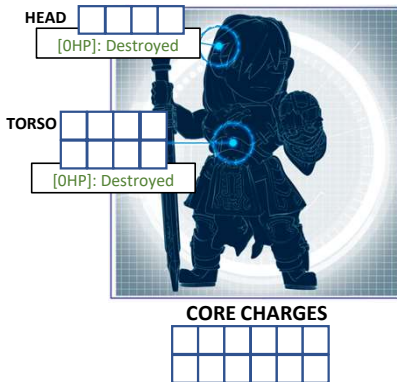 HEAD
[0HP]: Destroyed
TORSO
[0HP]: Destroyed
CORE CHARGES